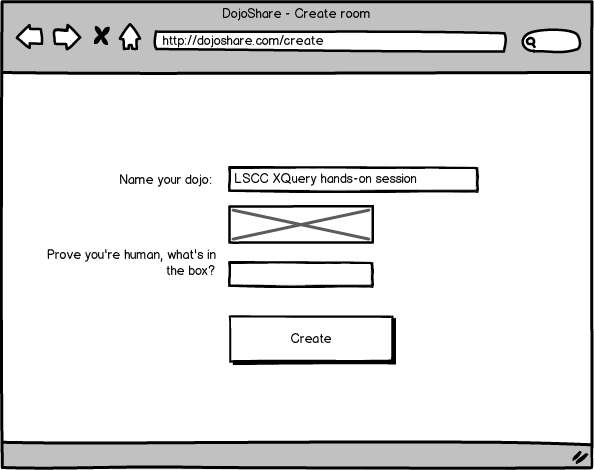 DojoShare - Create room
http://dojoshare.com/create
Name your dojo:
LSCC XQuery hands-on session
Prove you're human, what's in
the box?
Create